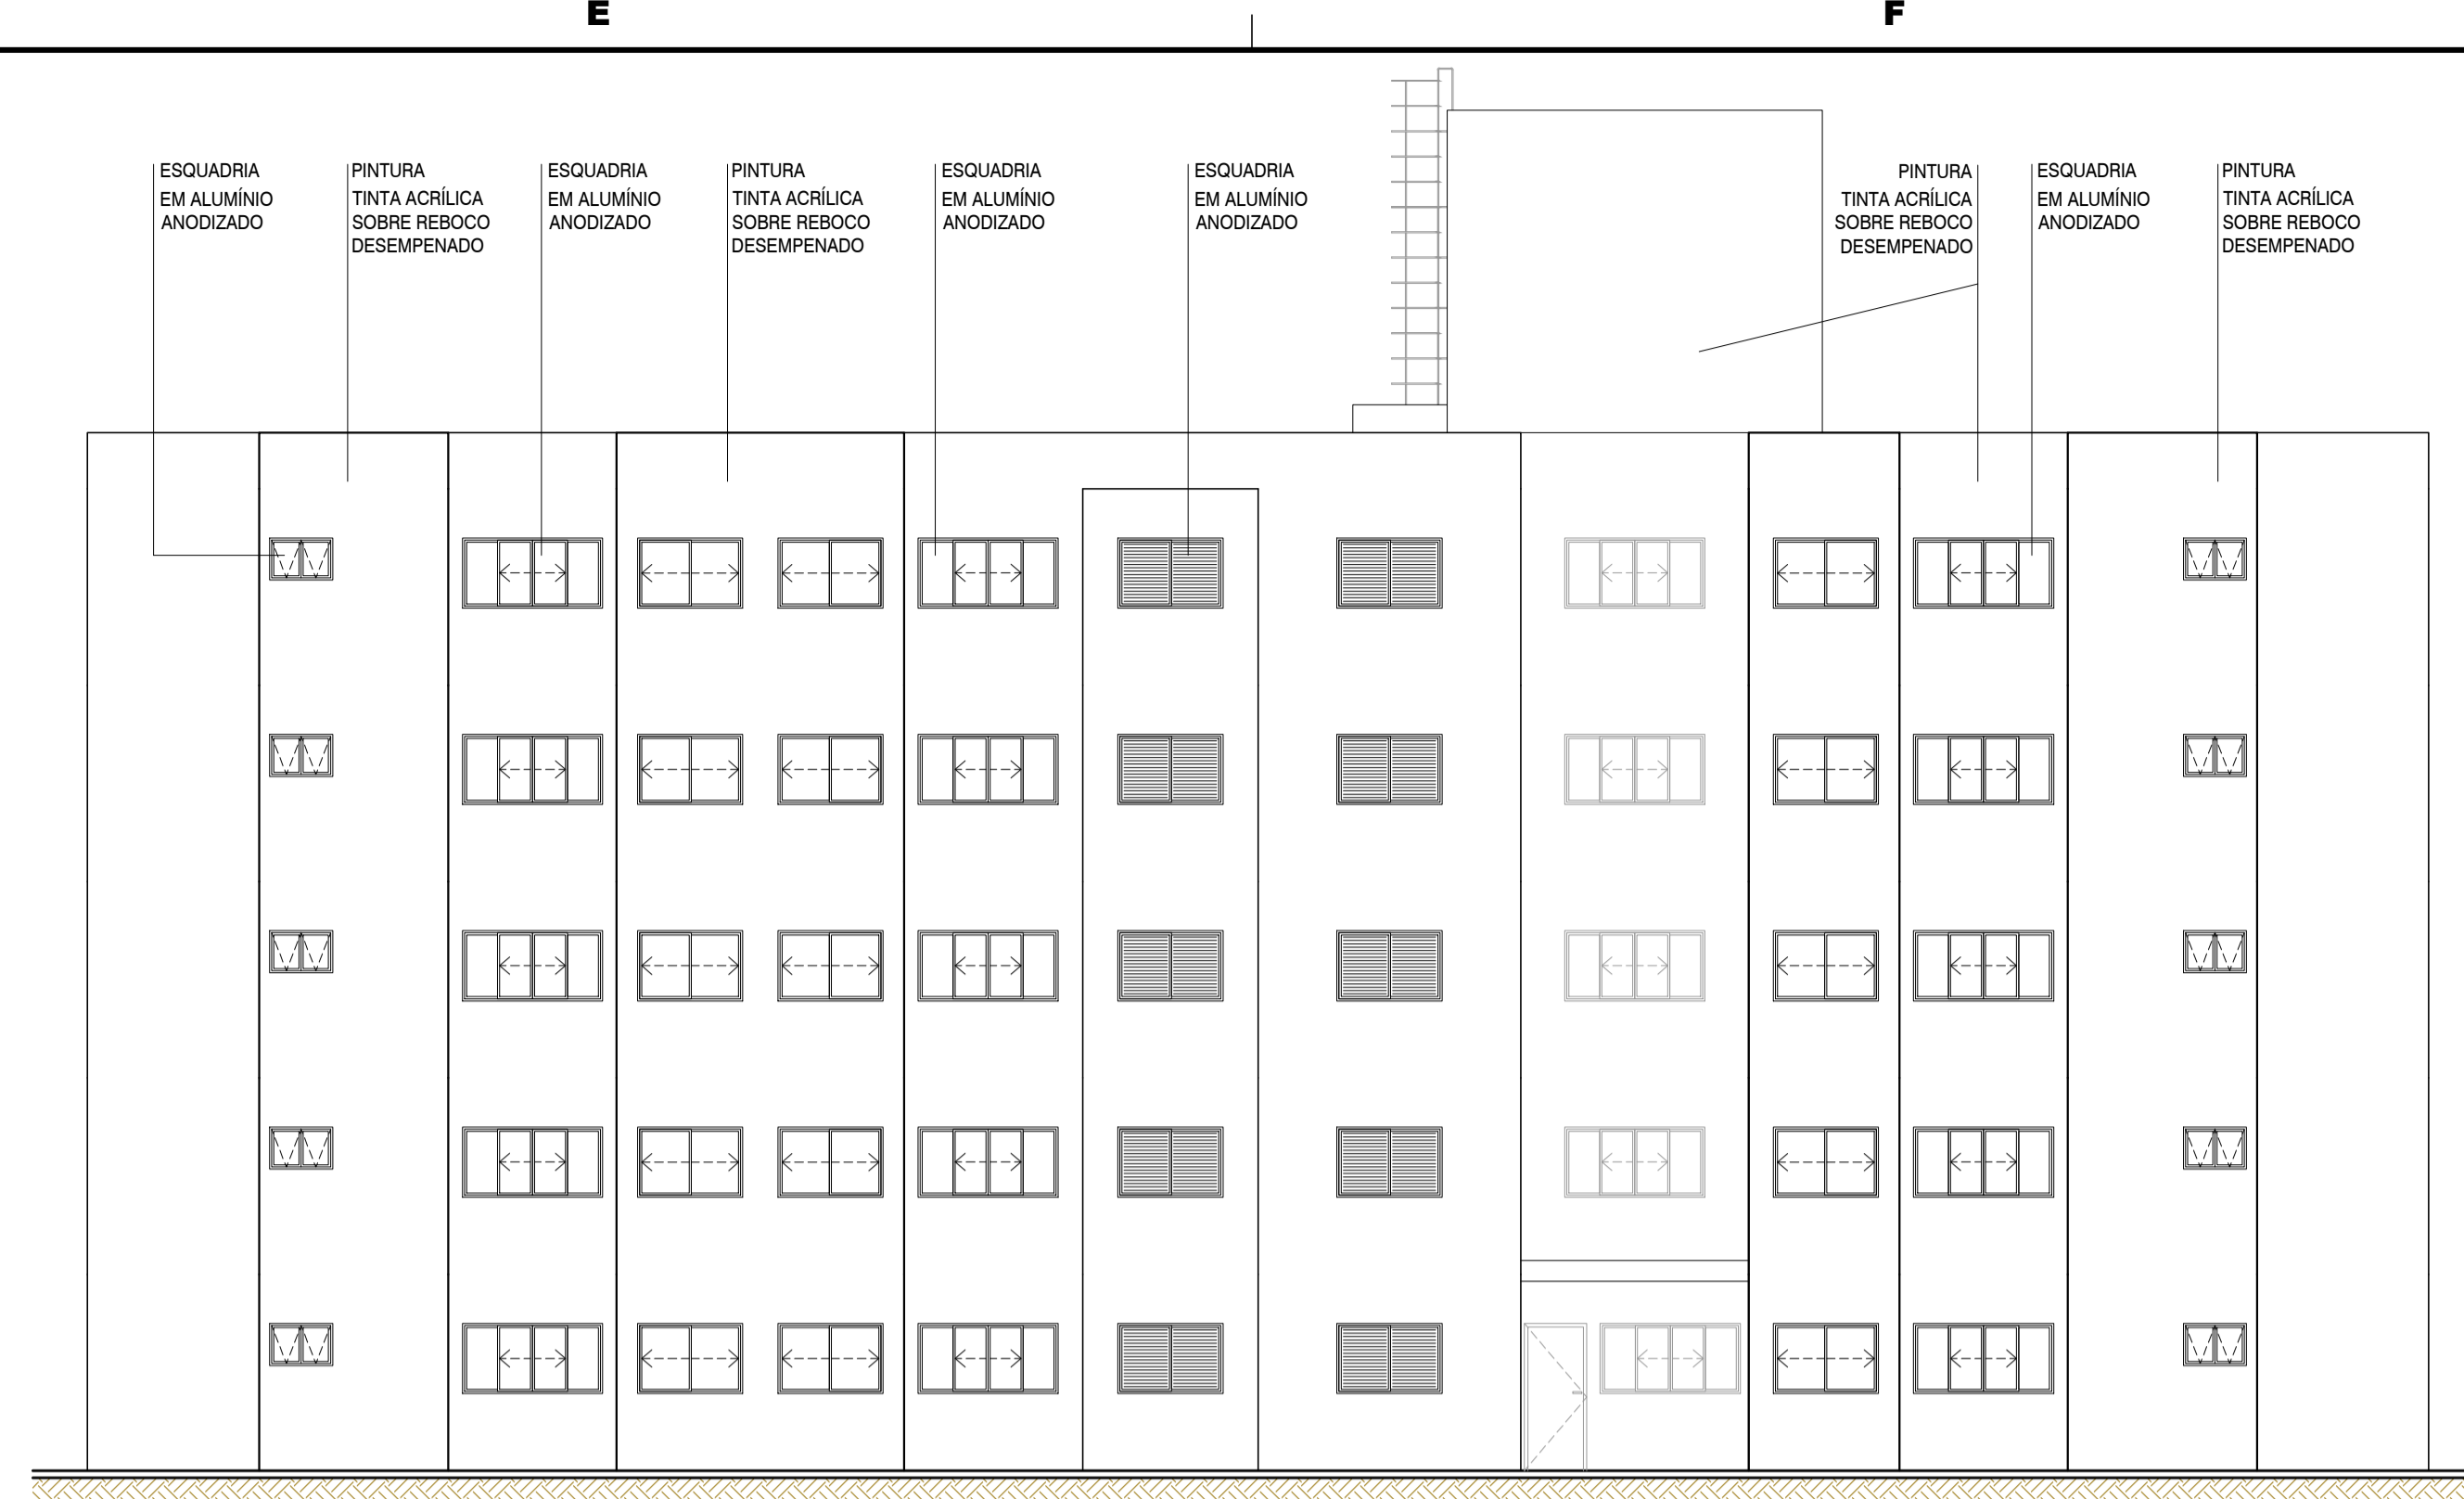 E
F
ESQUADRIA
EM ALUMÍNIO
ANODIZADO
PINTURA
TINTA ACRÍLICA
SOBRE REBOCO
DESEMPENADO
ESQUADRIA
EM ALUMÍNIO
ANODIZADO
PINTURA
TINTA ACRÍLICA
SOBRE REBOCO
DESEMPENADO
ESQUADRIA
EM ALUMÍNIO
ANODIZADO
ESQUADRIA
EM ALUMÍNIO
ANODIZADO
PINTURA
TINTA ACRÍLICA
SOBRE REBOCO
DESEMPENADO
ESQUADRIA
EM ALUMÍNIO
ANODIZADO
PINTURA
TINTA ACRÍLICA
SOBRE REBOCO
DESEMPENADO